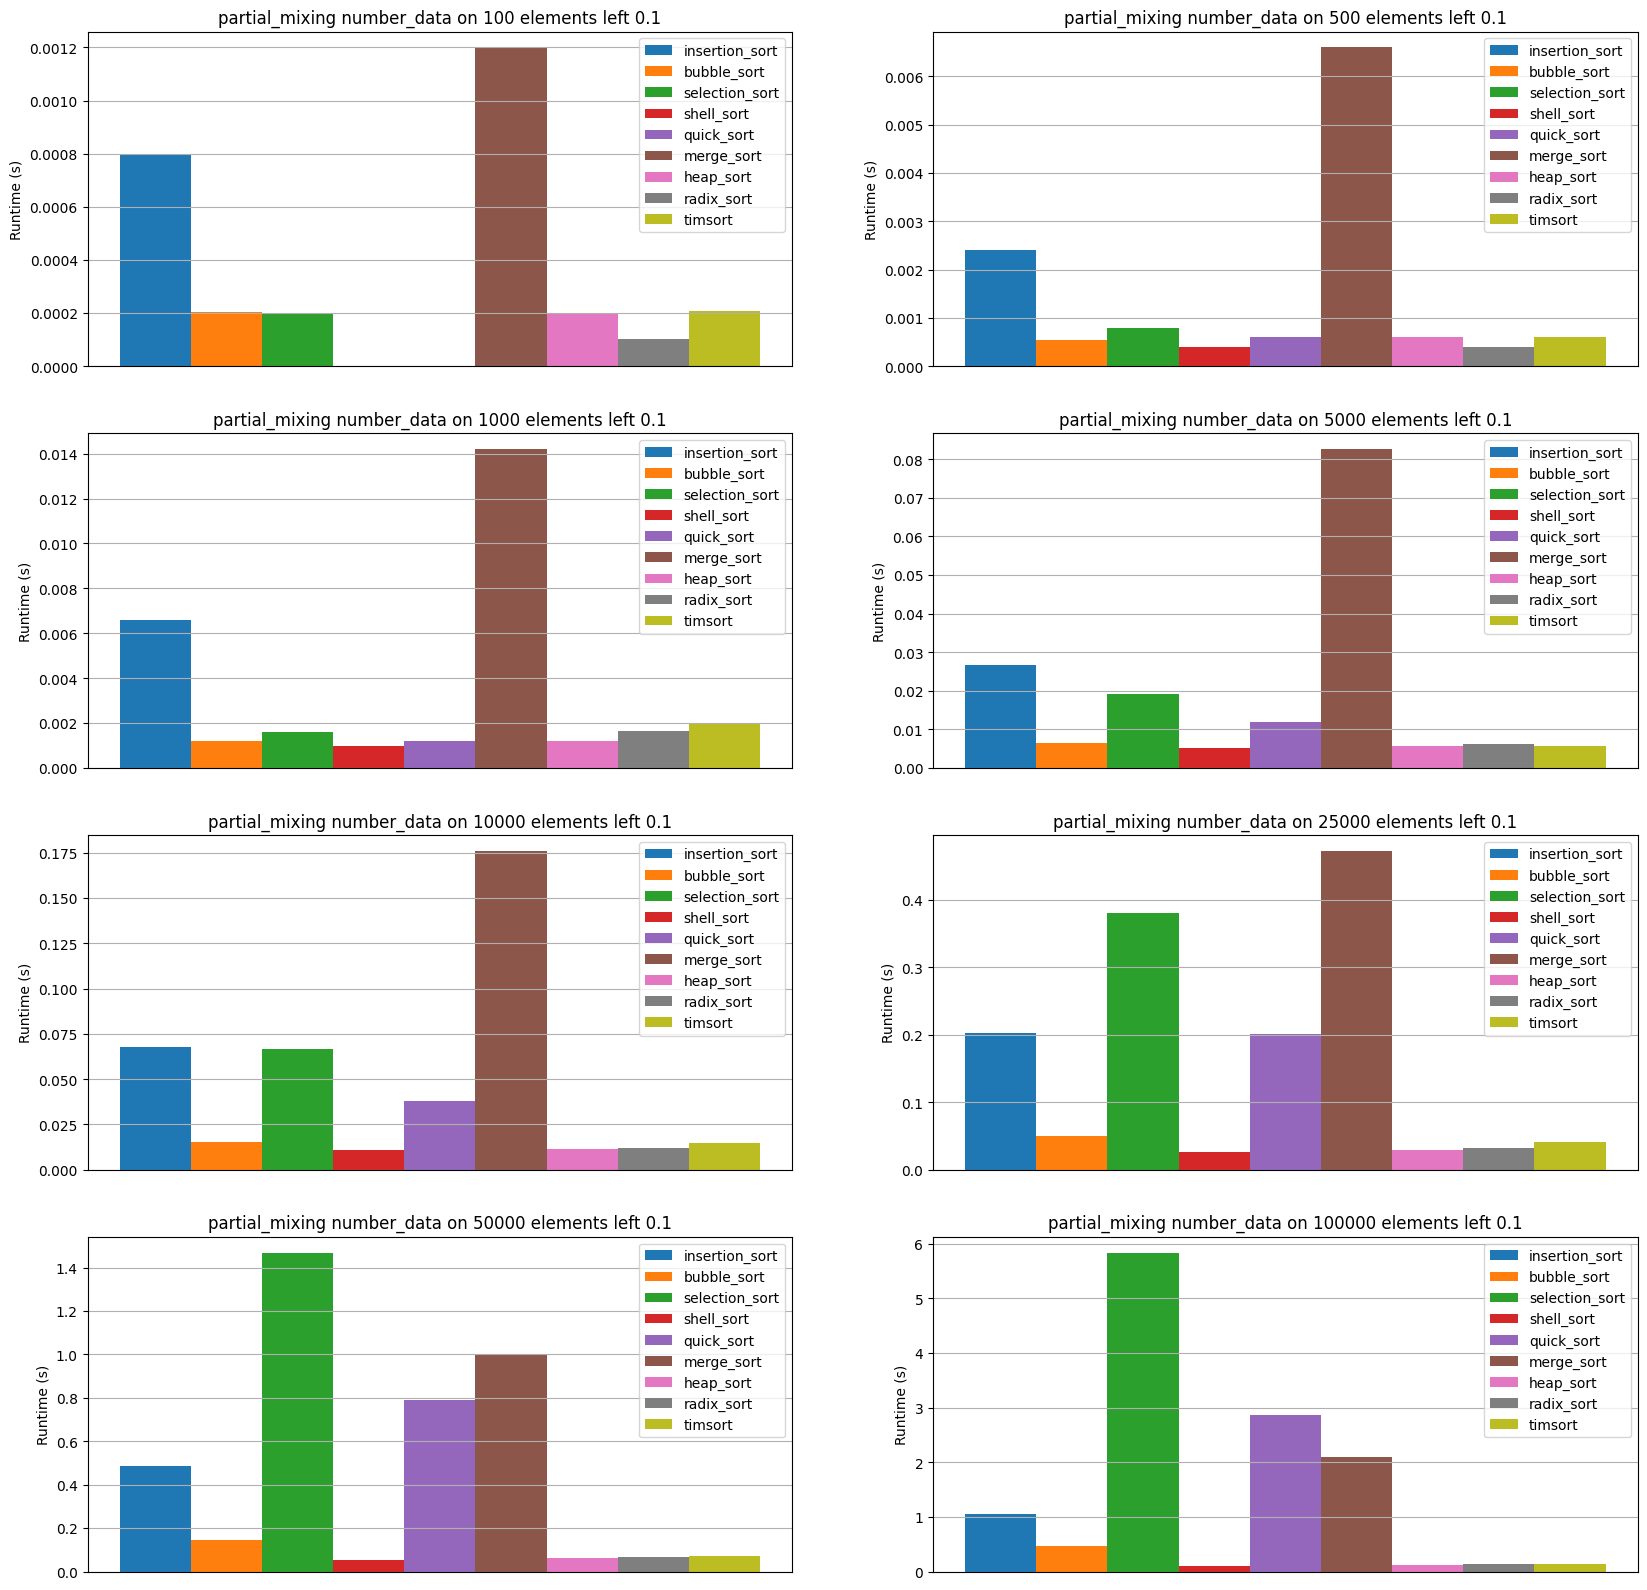 partial_mixing number_data on 100 elements left 0.1
Runtime (s)
0.0012
0.0010
0.0008
0.0006
0.0004
0.0002
0.0000
insertion_sort
bubble_sort
selection_sort
shell_sort
quick_sort
merge_sort
heap_sort
radix_sort
timsort
partial_mixing number_data on 500 elements left 0.1
Runtime (s)
0.006
0.005
0.004
0.003
0.002
0.001
0.000
insertion_sort
bubble_sort
selection_sort
shell_sort
quick_sort
merge_sort
heap_sort
radix_sort
timsort
partial_mixing number_data on 1000 elements left 0.1
Runtime (s)
0.014
0.012
0.010
0.008
0.006
0.004
0.002
0.000
insertion_sort
bubble_sort
selection_sort
shell_sort
quick_sort
merge_sort
heap_sort
radix_sort
timsort
partial_mixing number_data on 5000 elements left 0.1
Runtime (s)
0.08
0.07
0.06
0.05
0.04
0.03
0.02
0.01
0.00
insertion_sort
bubble_sort
selection_sort
shell_sort
quick_sort
merge_sort
heap_sort
radix_sort
timsort
partial_mixing number_data on 10000 elements left 0.1
Runtime (s)
0.175
0.150
0.125
0.100
0.075
0.050
0.025
0.000
insertion_sort
bubble_sort
selection_sort
shell_sort
quick_sort
merge_sort
heap_sort
radix_sort
timsort
partial_mixing number_data on 25000 elements left 0.1
Runtime (s)
0.4
0.3
0.2
0.1
0.0
insertion_sort
bubble_sort
selection_sort
shell_sort
quick_sort
merge_sort
heap_sort
radix_sort
timsort
partial_mixing number_data on 50000 elements left 0.1
Runtime (s)
1.4
1.2
1.0
0.8
0.6
0.4
0.2
0.0
insertion_sort
bubble_sort
selection_sort
shell_sort
quick_sort
merge_sort
heap_sort
radix_sort
timsort
partial_mixing number_data on 100000 elements left 0.1
Runtime (s)
6
5
4
3
2
1
0
insertion_sort
bubble_sort
selection_sort
shell_sort
quick_sort
merge_sort
heap_sort
radix_sort
timsort